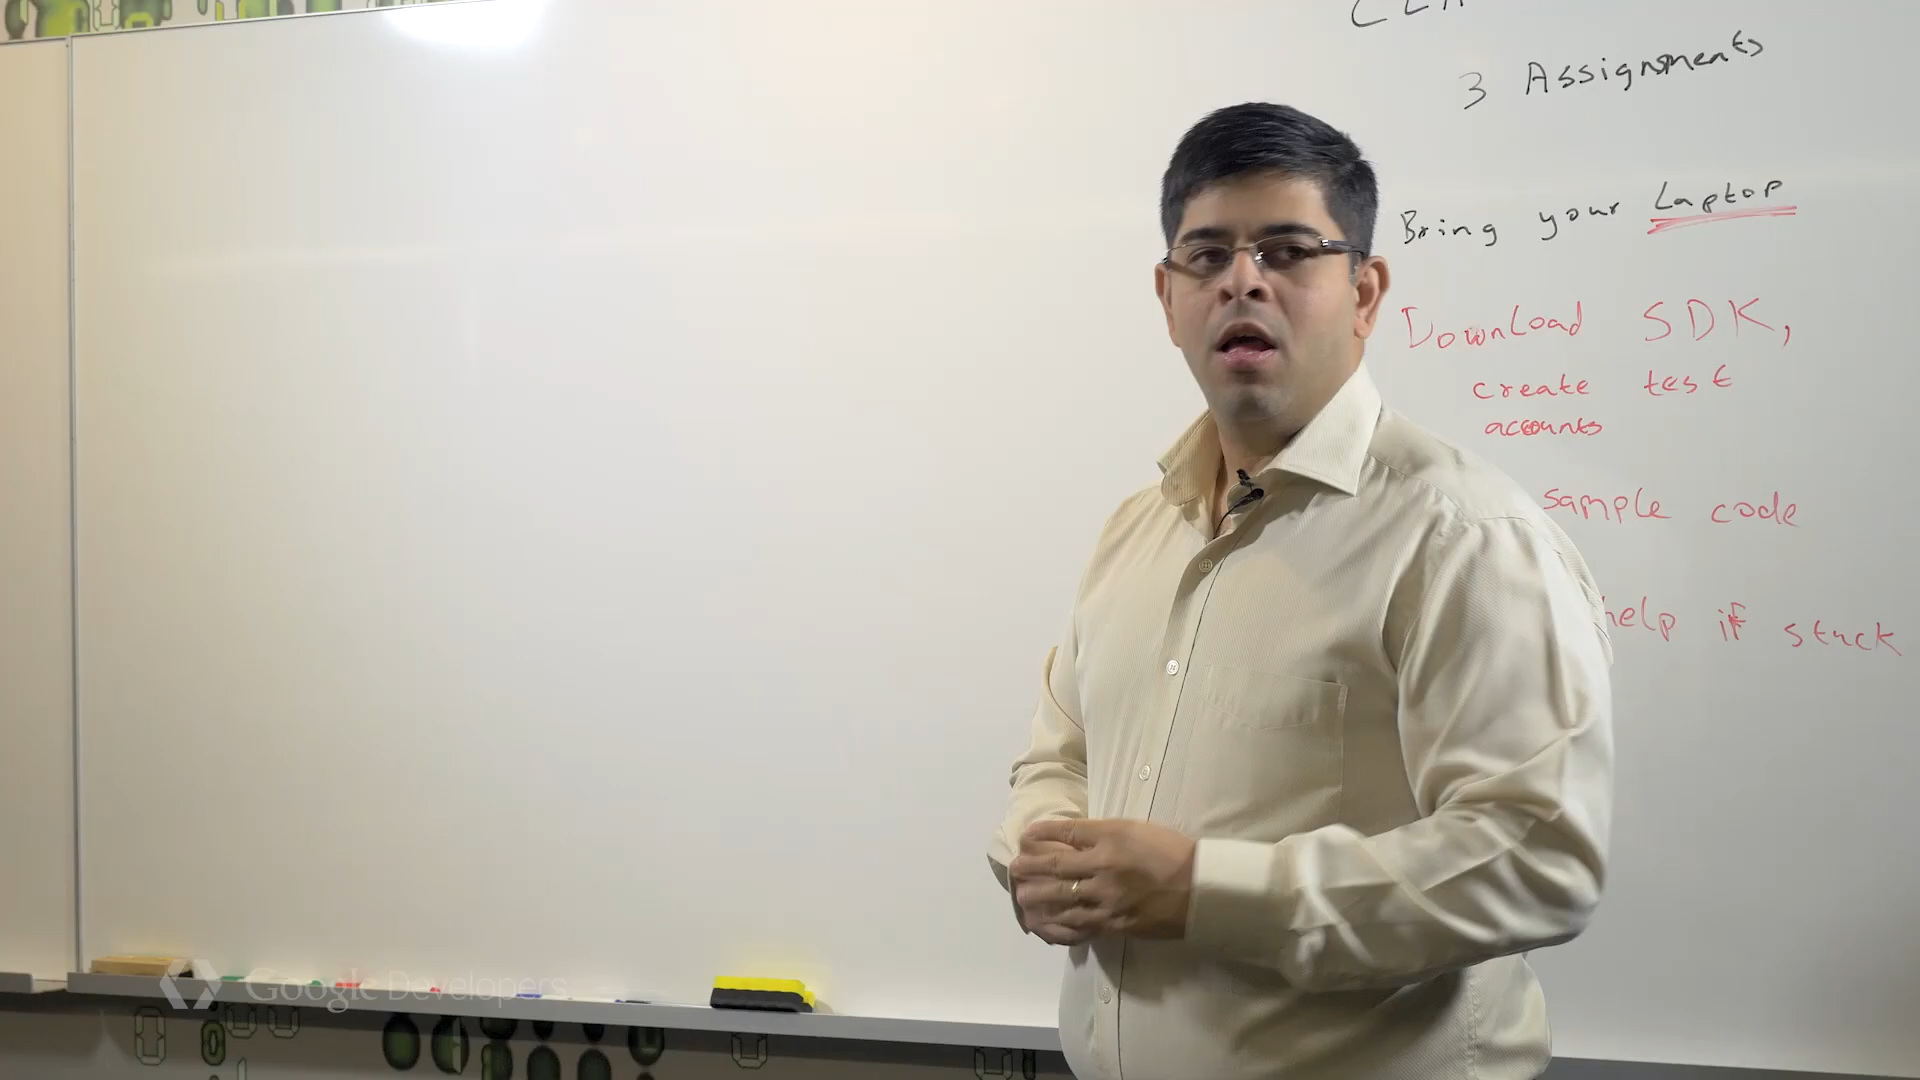 3 Assignments
Bring your Laptop
Download SDK,
create test
accounts
sample code
help if stuck
Google Developers